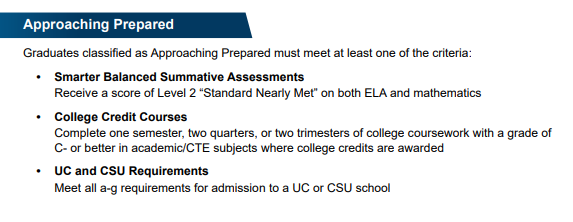 Approaching Prepared
Graduates classified as Approaching Prepared must meet at least one of the criteria:
• Smarter Balanced Summative Assessments
Receive a score of Level 2 “Standard Nearly Met” on both ELA and mathematics
• College Credit Courses
Complete one semester, two quarters, or two trimesters of college coursework with a grade of
C- or better in academic/CTE subjects where college credits are awarded
• UC and CSU Requirements
Meet all a-g requirements for admission to a UC or CSU school